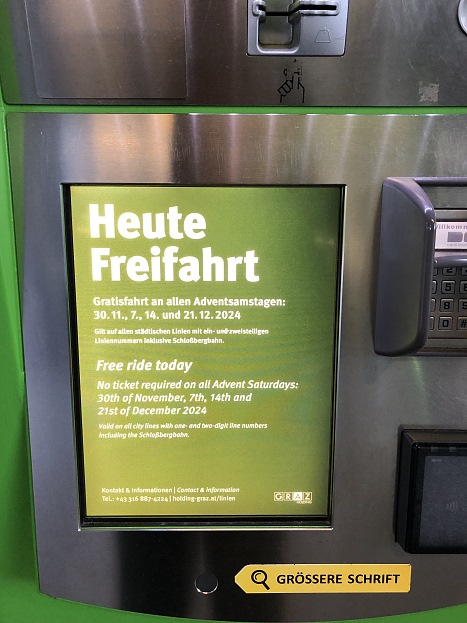 Heute
Freifahrt
Gratisfahrt an allen Adventsamstagen:
30.11., 7., 14. und 21.12. 2024
Gilt auf allen städtischen Linien mit ein- und zweistelligen
Liniennummern inklusive Schloßbergbahn.
Free ride today
No ticket required on all Advent Saturdays:
30th of November, 7th, 14th and
21st of December 2024
Valid on all city lines with one- and two-digit line numbers
including the Schloßbergbahn.
Kontakt & Informationen | Contact & Information
Tel.: +43 316 887-4224 | holding-graz.at/linien
GRAZ
HOLDING
GRÖSSERE SCHRIFT